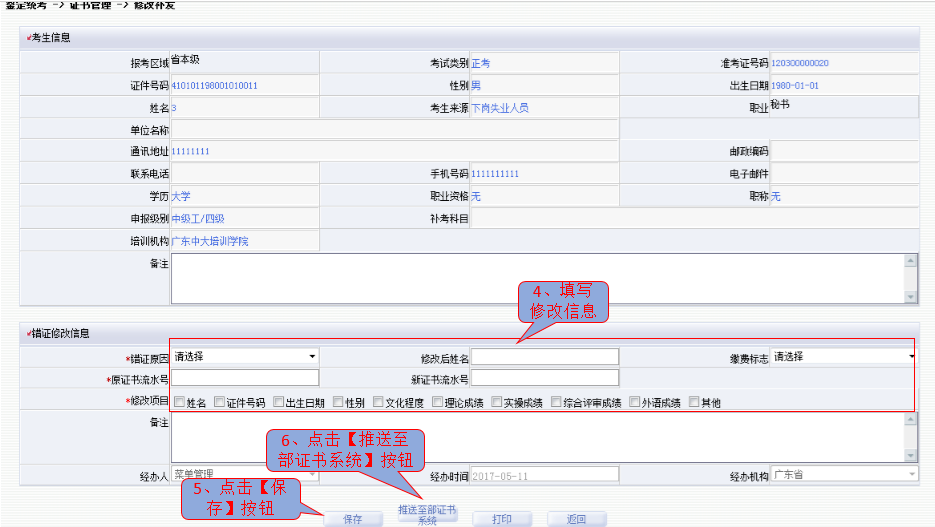 鉴定统考 -> 证书管理 -> 修改补发
考生信息
报考区域 省本级 考试类别 正考 准考证号码 120300000020
证件号码 410101198001010011 性别 男 出生日期 1980-01-01
姓名 3 考生来源 下岗失业人员 职业 秘书
单位名称
通讯地址 11111111 邮政编码
联系电话 手机号码 1111111111 电子邮件
学历 大学 职业资格 无 职称 无
申报级别 中级工/四级 补考科目
培训机构 广东中大培训学院
备注
4、填写
修改信息
错证修改信息
*错证原因 请选择 修改后姓名 缴费标志 请选择
*原证书流水号 新证书流水号
*修改项目 姓名 证件号码 出生日期 性别 文化程度 理论成绩 实操成绩 综合评审成绩 外语成绩 其他
备注
6、点击【推送至
部证书系统】按钮
经办人 菜单管理 经办时间 2017-05-11 经办机构 广东省
5、点击【保
存】按钮
保存 推送至部证书
系统 打印 返回